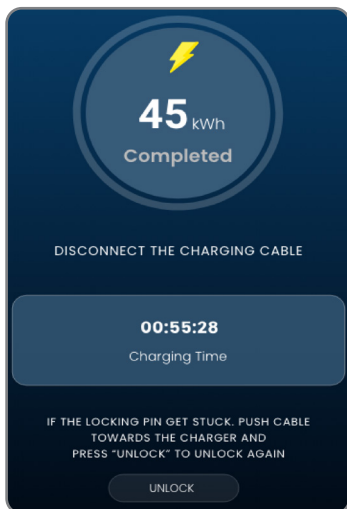 45 kWh
Completed
DISCONNECT THE CHARGING CABLE
00:55:28
Charging Time
IF THE LOCKING PIN GET STUCK. PUSH CABLE
TOWARDS THE CHARGER AND
PRESS “UNLOCK” TO UNLOCK AGAIN
UNLOCK